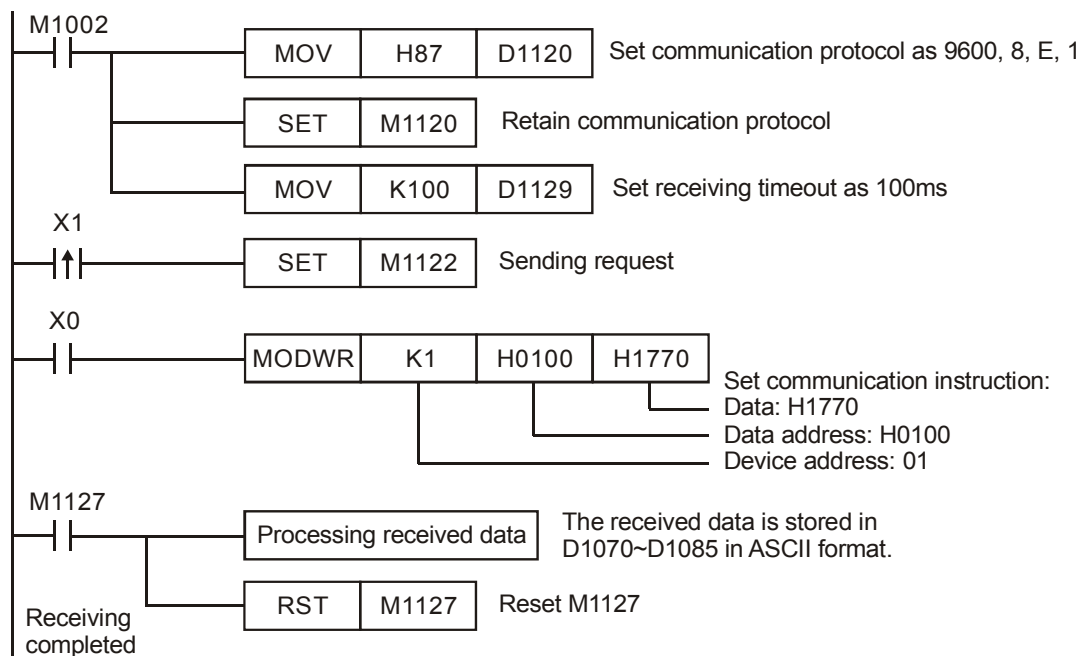 M1002
MOV H87 D1120 Set communication protocol as 9600, 8, E, 1
SET M1120 Retain communication protocol
MOV K100 D1129 Set receiving timeout as 100ms
X1
SET M1122 Sending request
X0
MODWR K1 H0100 H1770
Set communication instruction:
Data: H1770
Data address: H0100
Device address: 01
M1127
Processing received data
The received data is stored in
D1070~D1085 in ASCII format.
RST M1127 Reset M1127
Receiving
completed